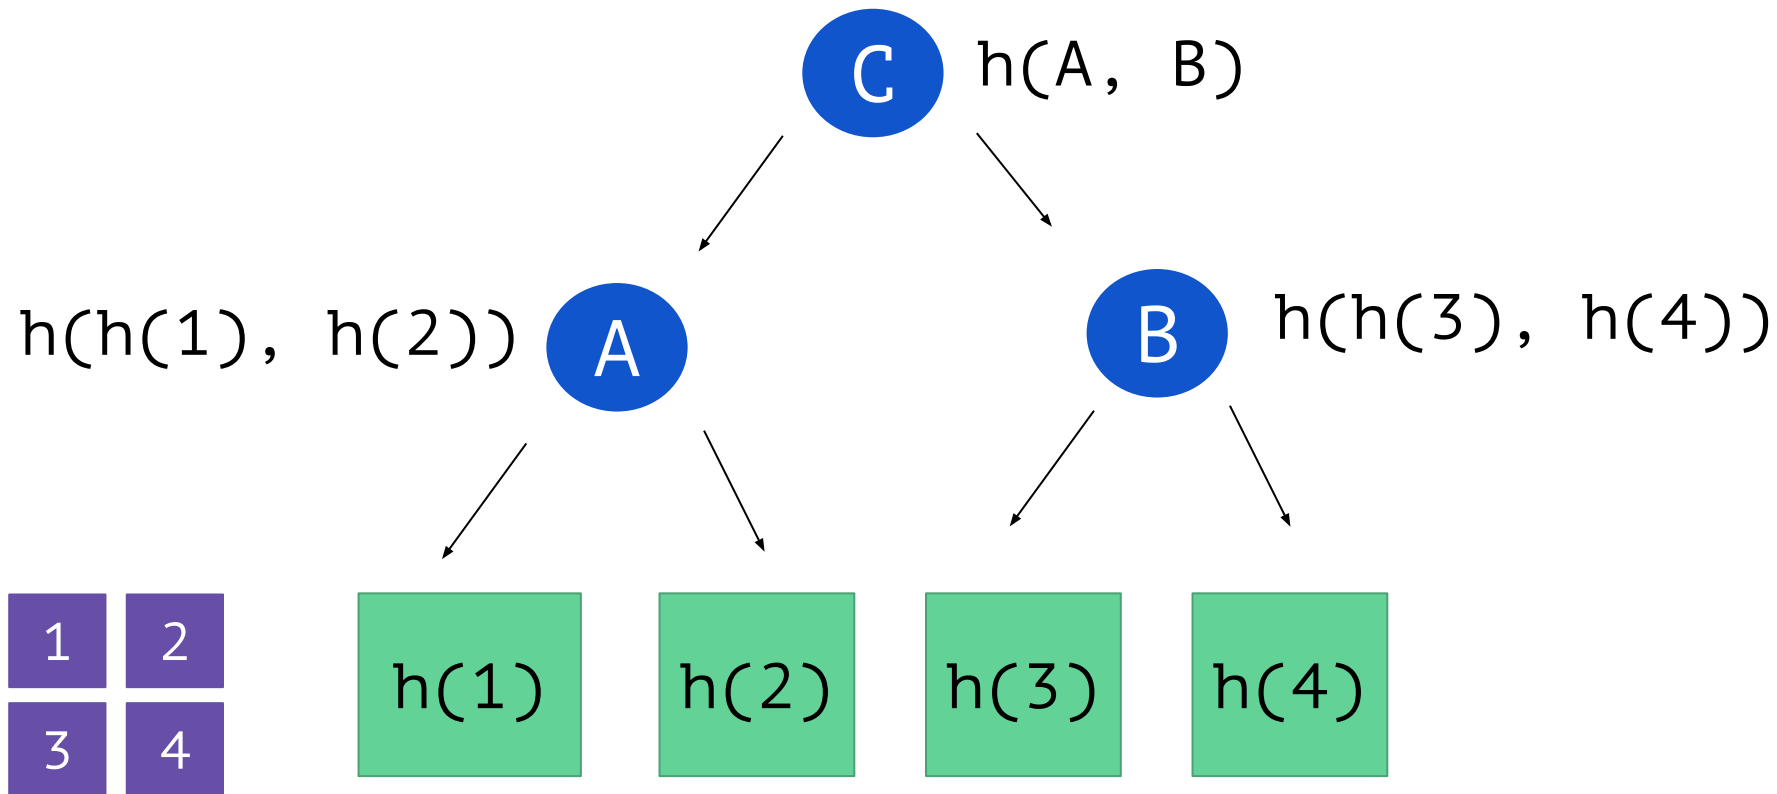 C
h(A, B)
h(h(1), h(2))
A
B
h(h(3), h(4))
1 2
3 4
h(1)
h(2)
h(3)
h(4)